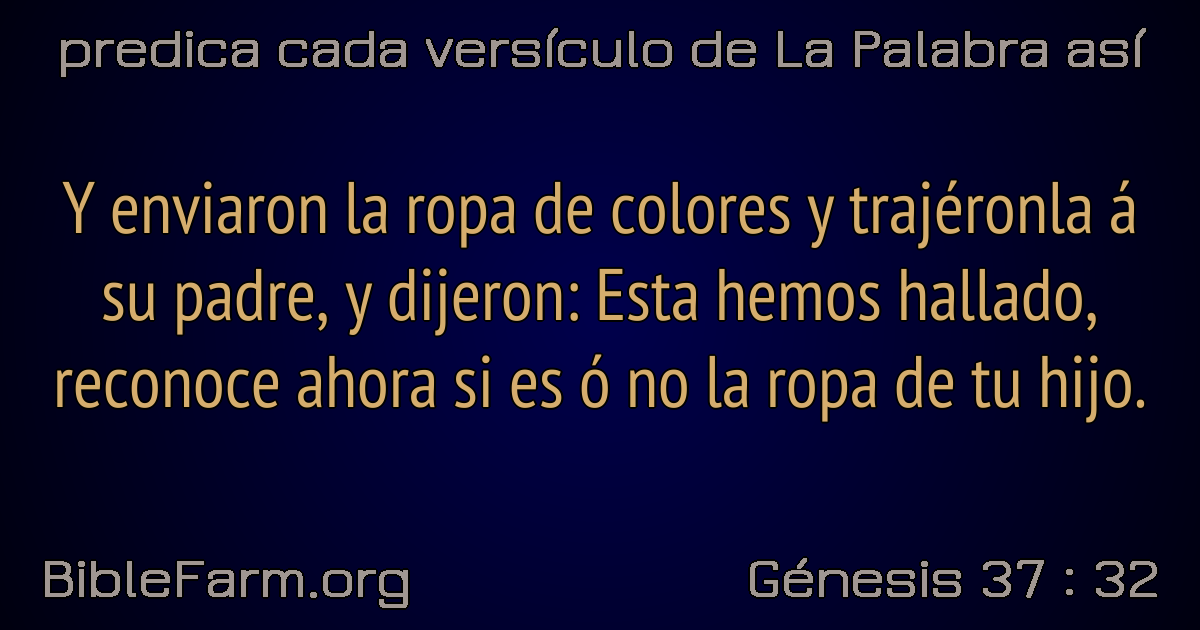 predica cada versículo de La Palabra así
Y enviaron la ropa de colores y trajéronla á
su padre, y dijeron: Esta hemos hallado,
reconoce ahora si es ó no la ropa de tu hijo.
BibleFarm.org
Génesis 37 : 32